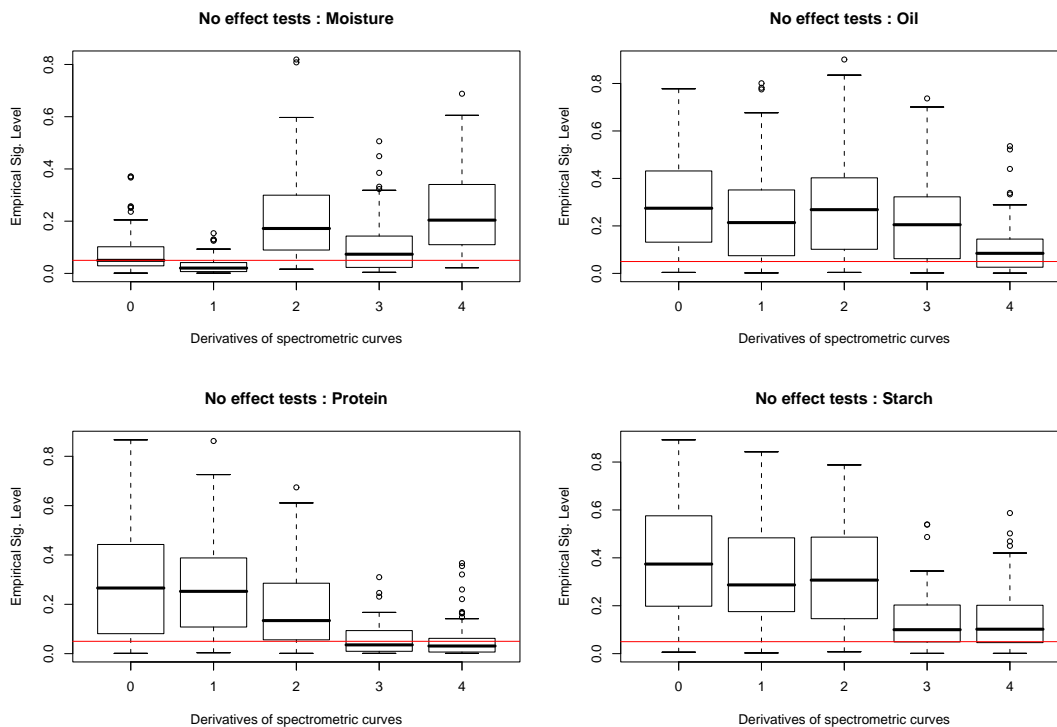 No effect tests : Moisture
Empirical Sig. Level
0.0 0.2 0.4 0.6 0.8
0 1 2 3 4
Derivatives of spectrometric curves
No effect tests : Oil
Empirical Sig. Level
0.0 0.2 0.4 0.6 0.8
0 1 2 3 4
Derivatives of spectrometric curves
No effect tests : Protein
Empirical Sig. Level
0.0 0.2 0.4 0.6 0.8
0 1 2 3 4
Derivatives of spectrometric curves
No effect tests : Starch
Empirical Sig. Level
0.0 0.2 0.4 0.6 0.8
0 1 2 3 4
Derivatives of spectrometric curves